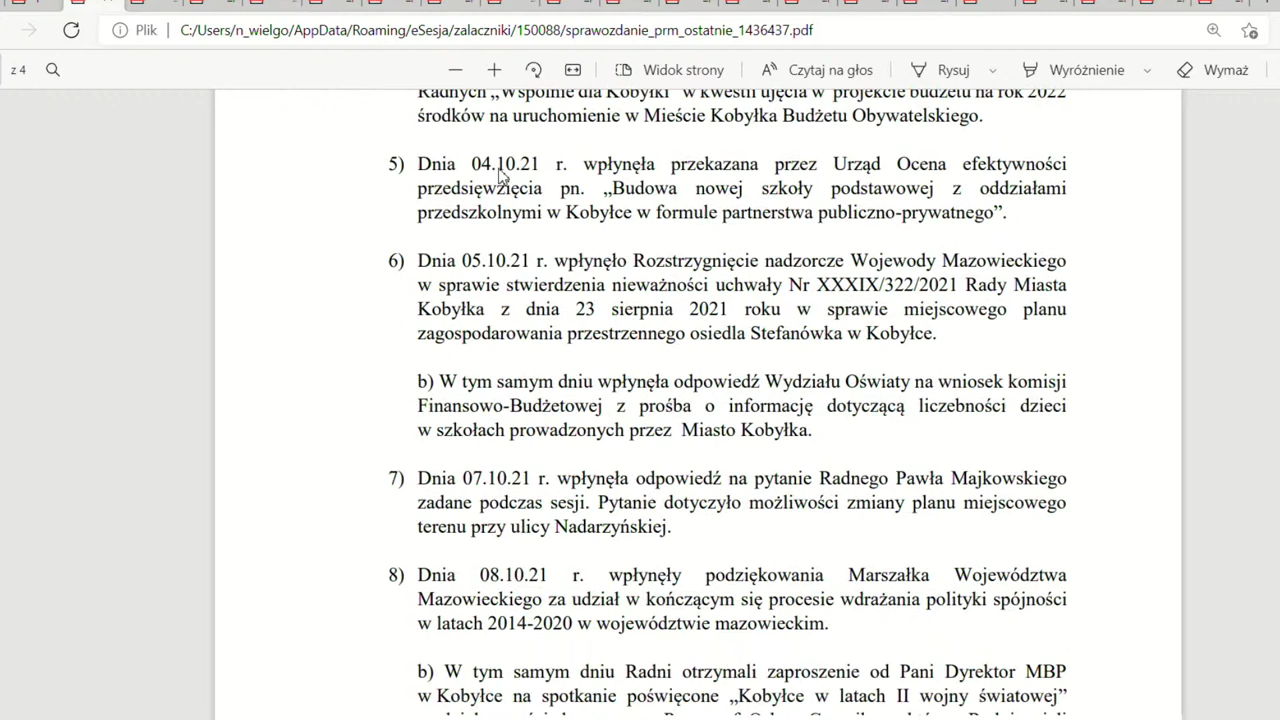 Plik
C:/Users/n_wielgo/AppData/Roaming/eSesja/zalaczniki/150088/sprawozdanie_prm_ostatnie_1436437.pdf
z 4
Widok strony
Czytaj na głos
Rysuj
Wyróżnienie
Wymaż
Radnych „Wspólnie dla Kobyłki" w kwestii ujęcia w projekcie budżetu na rok 2022
środków na uruchomienie w Mieście Kobyłka Budżetu Obywatelskiego.
5) Dnia 04.10.21 r. wpłynęła przekazana przez Urząd Ocena efektywności
przedsięwzięcia pn. „Budowa nowej szkoły podstawowej z oddziałami
przedszkolnymi w Kobyłce w formule partnerstwa publiczno-prywatnego”.
6) Dnia 05.10.21 r. wpłynęło Rozstrzygnięcie nadzorcze Wojewody Mazowieckiego
w sprawie stwierdzenia nieważności uchwały Nr XXXIX/322/2021 Rady Miasta
Kobyłka z dnia 23 sierpnia 2021 roku w sprawie miejscowego planu
zagospodarowania przestrzennego osiedla Stefanówka w Kobyłce.
b) W tym samym dniu wpłynęła odpowiedź Wydziału Oświaty na wniosek komisji
Finansowo-Budżetowej z prośba o informację dotyczącą liczebności dzieci
w szkołach prowadzonych przez Miasto Kobyłka.
7) Dnia 07.10.21 r. wpłynęła odpowiedź na pytanie Radnego Pawła Majkowskiego
zadane podczas sesji. Pytanie dotyczyło możliwości zmiany planu miejscowego
terenu przy ulicy Nadarzyńskiej.
8) Dnia 08.10.21 r. wpłynęły podziękowania Marszałka Województwa
Mazowieckiego za udział w kończącym się procesie wdrażania polityki spójności
w latach 2014-2020 w województwie mazowieckim.
b) W tym samym dniu Radni otrzymali zaproszenie od Pani Dyrektor MBP
w Kobyłce na spotkanie poświęcone „Kobyłce w latach II wojny światowej”